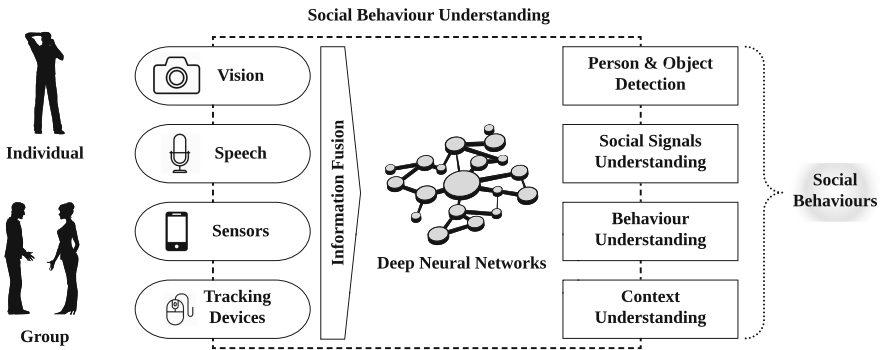 Social Behaviour Understanding
Individual
Group
Vision
Speech
Sensors
Tracking
Devices
Information Fusion
Deep Neural Networks
Person & Object
Detection
Social Signals
Understanding
Behaviour
Understanding
Context
Understanding
Social
Behaviours